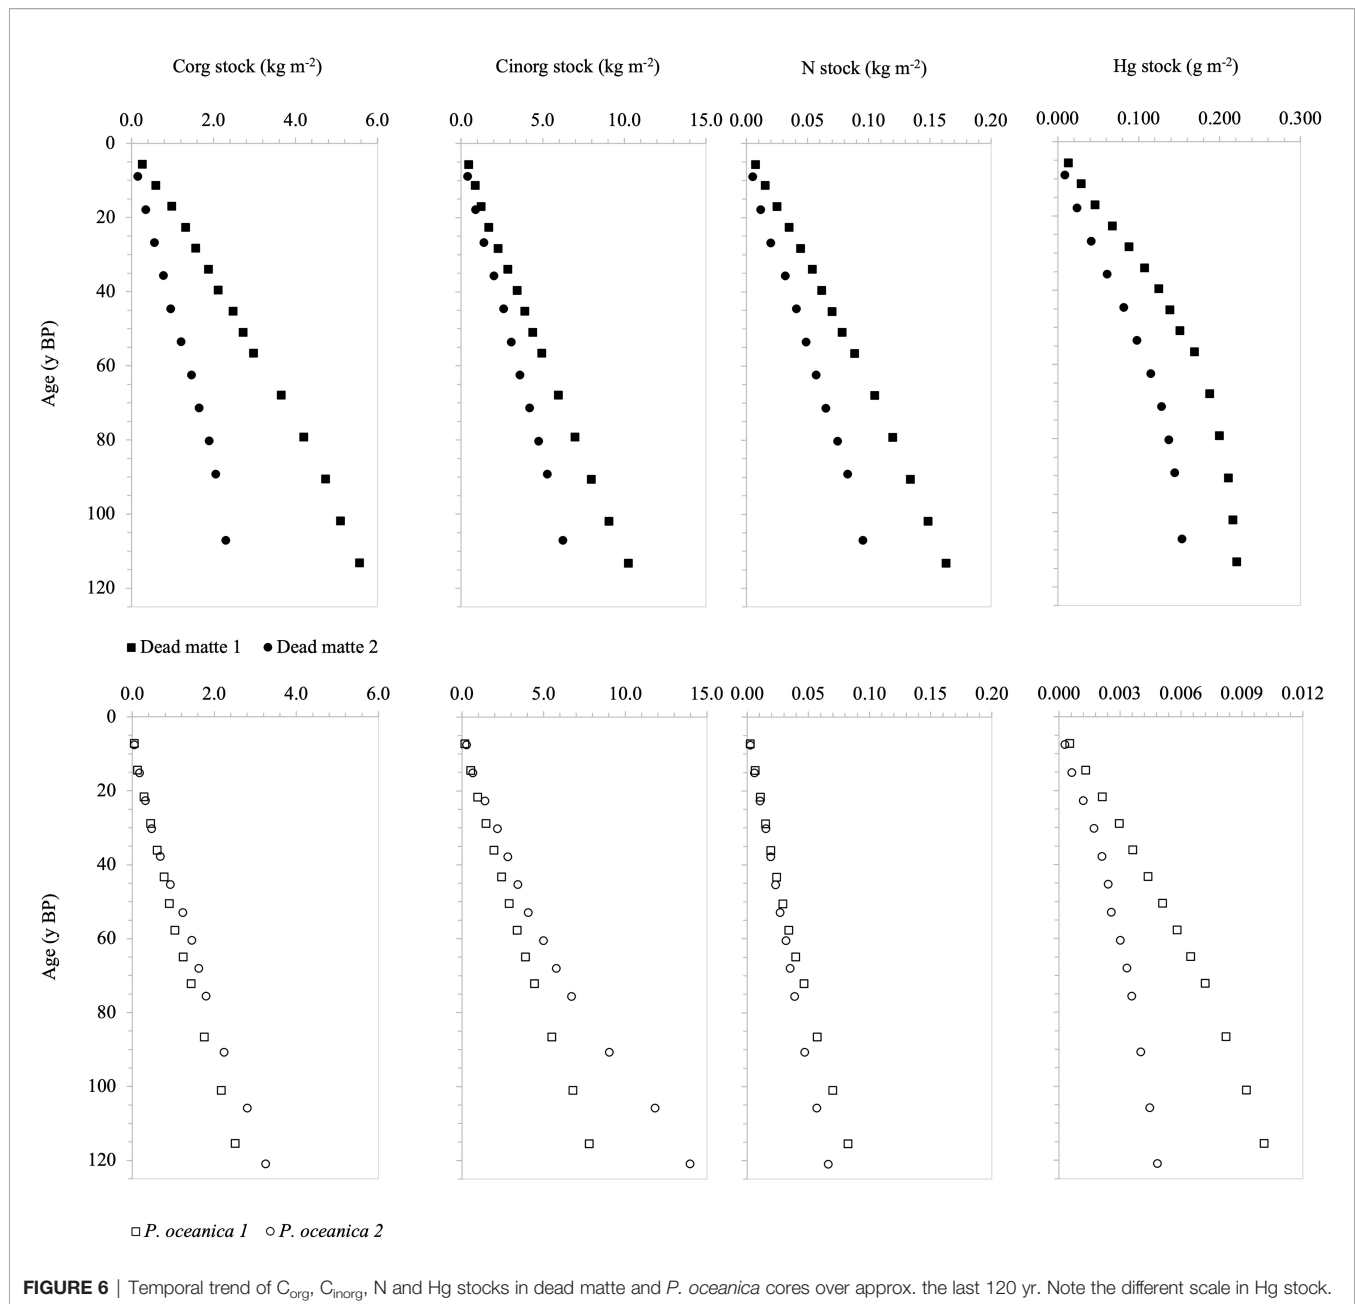 Corg stock (kg m-2) Cinorg stock (kg m-2) N stock (kg m-2) Hg stock (g m-2)
0.0 2.0 4.0 6.0 0.0 5.0 10.0 15.0 0.00 0.05 0.10 0.15 0.20 0.000 0.100 0.200 0.300
0
20
40
60
80
100
120
Age (y BP)
Dead matte 1 Dead matte 2
0.0 2.0 4.0 6.0 0.0 5.0 10.0 15.0 0.00 0.05 0.10 0.15 0.20 0.000 0.003 0.006 0.009 0.012
0
20
40
60
80
100
120
Age (y BP)
P. oceanica 1 P. oceanica 2
FIGURE 6 | Temporal trend of Corg, Cinorg, N and Hg stocks in dead matte and P. oceanica cores over approx. the last 120 yr. Note the different scale in Hg stock.